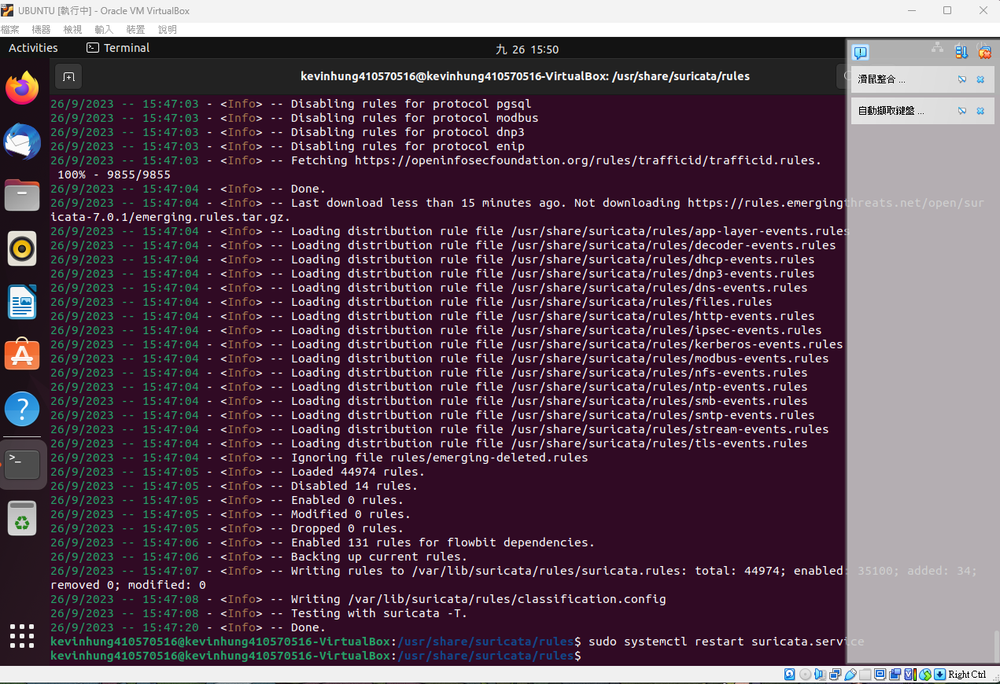 UBUNTU [執行中] - Oracle VM VirtualBox
檔案 機器 檢視 輸入 裝置 說明
Activities Terminal 九 26 15:50
kevinhung410570516@kevinhung410570516-VirtualBox: /usr/share/suricata/rules
滑鼠整合 ...
自動擷取鍵盤 ...
26/9/2023 -- 15:47:03 - <Info> -- Disabling rules for protocol pgsql
26/9/2023 -- 15:47:03 - <Info> -- Disabling rules for protocol modbus
26/9/2023 -- 15:47:03 - <Info> -- Disabling rules for protocol dnp3
26/9/2023 -- 15:47:03 - <Info> -- Disabling rules for protocol enip
26/9/2023 -- 15:47:03 - <Info> -- Fetching https://openinfosecfoundation.org/rules/trafficid/trafficid.rules.
100% - 9855/9855
26/9/2023 -- 15:47:04 - <Info> -- Done.
26/9/2023 -- 15:47:04 - <Info> -- Last download less than 15 minutes ago. Not downloading https://rules.emergingthreats.net/open/sur
icata-7.0.1/emerging.rules.tar.gz.
26/9/2023 -- 15:47:04 - <Info> -- Loading distribution rule file /usr/share/suricata/rules/app-layer-events.rules
26/9/2023 -- 15:47:04 - <Info> -- Loading distribution rule file /usr/share/suricata/rules/decoder-events.rules
26/9/2023 -- 15:47:04 - <Info> -- Loading distribution rule file /usr/share/suricata/rules/dhcp-events.rules
26/9/2023 -- 15:47:04 - <Info> -- Loading distribution rule file /usr/share/suricata/rules/dnp3-events.rules
26/9/2023 -- 15:47:04 - <Info> -- Loading distribution rule file /usr/share/suricata/rules/dns-events.rules
26/9/2023 -- 15:47:04 - <Info> -- Loading distribution rule file /usr/share/suricata/rules/files.rules
26/9/2023 -- 15:47:04 - <Info> -- Loading distribution rule file /usr/share/suricata/rules/http-events.rules
26/9/2023 -- 15:47:04 - <Info> -- Loading distribution rule file /usr/share/suricata/rules/ipsec-events.rules
26/9/2023 -- 15:47:04 - <Info> -- Loading distribution rule file /usr/share/suricata/rules/kerberos-events.rules
26/9/2023 -- 15:47:04 - <Info> -- Loading distribution rule file /usr/share/suricata/rules/modbus-events.rules
26/9/2023 -- 15:47:04 - <Info> -- Loading distribution rule file /usr/share/suricata/rules/nfs-events.rules
26/9/2023 -- 15:47:04 - <Info> -- Loading distribution rule file /usr/share/suricata/rules/ntp-events.rules
26/9/2023 -- 15:47:04 - <Info> -- Loading distribution rule file /usr/share/suricata/rules/smb-events.rules
26/9/2023 -- 15:47:04 - <Info> -- Loading distribution rule file /usr/share/suricata/rules/smtp-events.rules
26/9/2023 -- 15:47:04 - <Info> -- Loading distribution rule file /usr/share/suricata/rules/stream-events.rules
26/9/2023 -- 15:47:04 - <Info> -- Loading distribution rule file /usr/share/suricata/rules/tls-events.rules
26/9/2023 -- 15:47:04 - <Info> -- Ignoring file rules/emerging-deleted.rules
26/9/2023 -- 15:47:05 - <Info> -- Loaded 44974 rules.
26/9/2023 -- 15:47:05 - <Info> -- Disabled 14 rules.
26/9/2023 -- 15:47:05 - <Info> -- Enabled 0 rules.
26/9/2023 -- 15:47:05 - <Info> -- Modified 0 rules.
26/9/2023 -- 15:47:05 - <Info> -- Dropped 0 rules.
26/9/2023 -- 15:47:06 - <Info> -- Enabled 131 rules for flowbit dependencies.
26/9/2023 -- 15:47:06 - <Info> -- Backing up current rules.
26/9/2023 -- 15:47:07 - <Info> -- Writing rules to /var/lib/suricata/rules/suricata.rules: total: 44974; enabled: 35100; added: 34;
removed 0; modified: 0
26/9/2023 -- 15:47:08 - <Info> -- Writing /var/lib/suricata/rules/classification.config
26/9/2023 -- 15:47:08 - <Info> -- Testing with suricata -T.
26/9/2023 -- 15:47:20 - <Info> -- Done.
kevinhung410570516@kevinhung410570516-VirtualBox:/usr/share/suricata/rules$ sudo systemctl restart suricata.service
kevinhung410570516@kevinhung410570516-VirtualBox:/usr/share/suricata/rules$
Right Ctrl